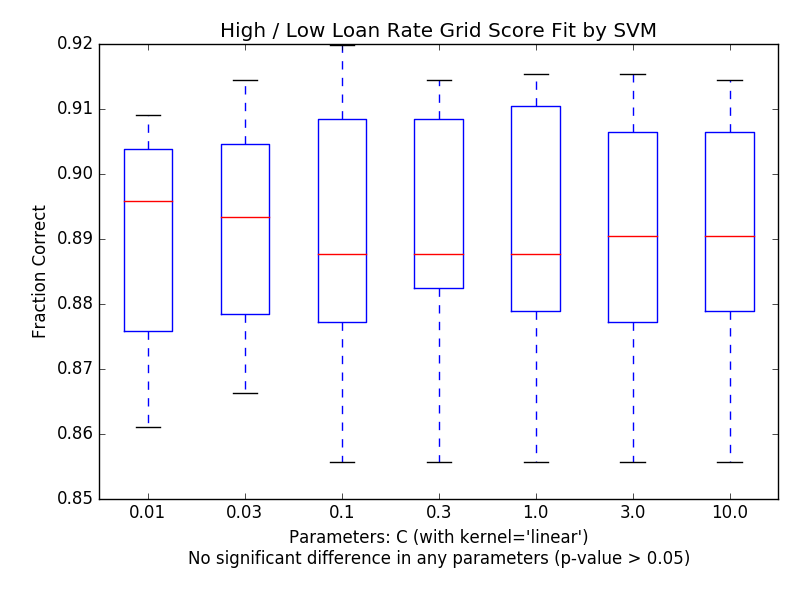 High / Low Loan Rate Grid Score Fit by SVM
0.92
0.91
0.90
0.89
0.88
0.87
0.86
0.85
Fraction Correct
0.01 0.03 0.1 0.3 1.0 3.0 10.0
Parameters: C (with kernel='linear')
No significant difference in any parameters (p-value > 0.05)